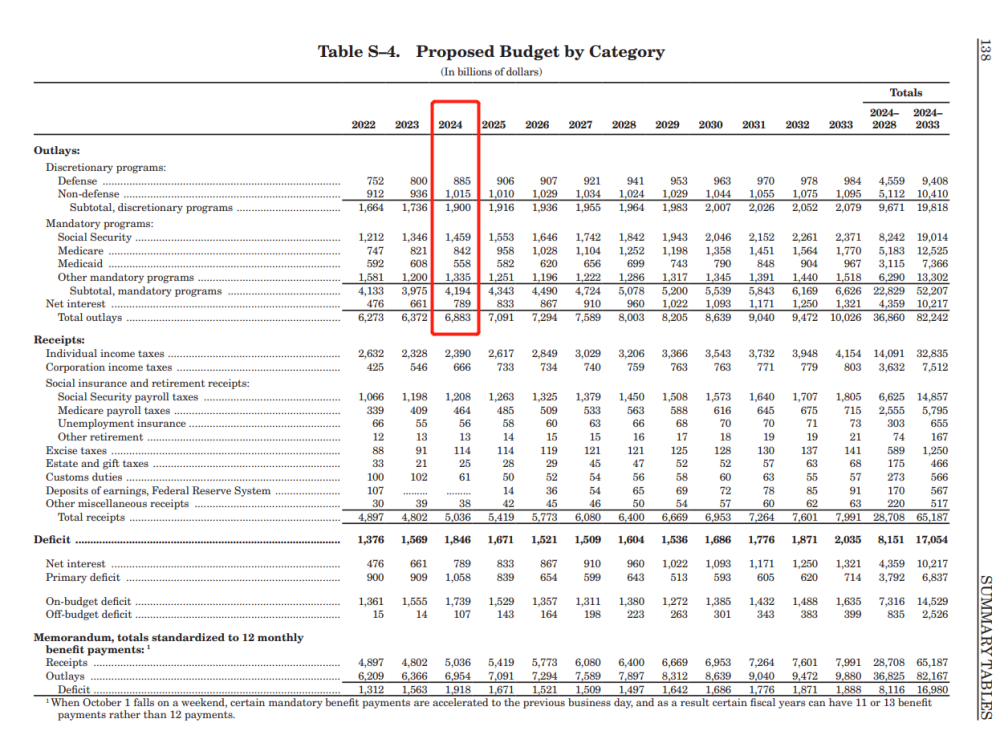 138
Table S–4. Proposed Budget by Category
(In billions of dollars)
Totals
2022 2023 2024 2025 2026 2027 2028 2029 2030 2031 2032 2033 2024–2028 2024–2033
Outlays:
Discretionary programs:
Defense 752 800 885 906 907 921 941 953 963 970 978 984 4,559 9,408
Non-defense 912 936 1,015 1,010 1,029 1,034 1,024 1,029 1,044 1,055 1,075 1,095 5,112 10,410
Subtotal, discretionary programs 1,664 1,736 1,900 1,916 1,936 1,955 1,964 1,983 2,007 2,026 2,052 2,079 9,671 19,818
Mandatory programs:
Social Security 1,212 1,346 1,459 1,553 1,646 1,742 1,842 1,943 2,046 2,152 2,261 2,371 8,242 19,014
Medicare 747 821 842 958 1,028 1,104 1,252 1,198 1,358 1,451 1,564 1,770 5,183 12,525
Medicaid 592 608 558 582 620 656 699 743 790 848 904 967 3,115 7,366
Other mandatory programs 1,581 1,200 1,335 1,251 1,196 1,222 1,286 1,317 1,345 1,391 1,440 1,518 6,290 13,302
Subtotal, mandatory programs 4,133 3,975 4,194 4,343 4,490 4,724 5,078 5,200 5,539 5,843 6,169 6,626 22,829 52,207
Net interest 476 661 789 833 867 910 960 1,022 1,093 1,171 1,250 1,321 4,359 10,217
Total outlays 6,273 6,372 6,883 7,091 7,294 7,589 8,003 8,205 8,639 9,040 9,472 10,026 36,860 82,242
Receipts:
Individual income taxes 2,632 2,328 2,390 2,617 2,849 3,029 3,206 3,366 3,543 3,732 3,948 4,154 14,091 32,835
Corporation income taxes 425 546 666 733 734 740 759 763 763 771 779 803 3,632 7,512
Social insurance and retirement receipts:
Social Security payroll taxes 1,066 1,198 1,208 1,263 1,325 1,379 1,450 1,508 1,573 1,640 1,707 1,805 6,625 14,857
Medicare payroll taxes 339 409 464 485 509 533 563 588 616 645 675 715 2,555 5,795
Unemployment insurance 66 55 56 58 60 63 66 68 70 70 71 73 303 655
Other retirement 12 13 13 14 15 15 16 17 18 19 19 21 74 167
Excise taxes 88 91 114 114 119 121 121 125 128 130 137 141 589 1,250
Estate and gift taxes 33 21 25 28 29 45 47 52 52 57 63 68 175 466
Customs duties 100 102 61 50 52 54 56 58 60 63 55 57 273 566
Deposits of earnings, Federal Reserve System 107 ......... ......... 14 36 54 65 69 72 78 85 91 170 567
Other miscellaneous receipts 30 39 38 42 45 46 50 54 57 60 62 63 220 517
Total receipts 4,897 4,802 5,036 5,419 5,773 6,080 6,400 6,669 6,953 7,264 7,601 7,991 28,708 65,187
Deficit 1,376 1,569 1,846 1,671 1,521 1,509 1,604 1,536 1,686 1,776 1,871 2,035 8,151 17,054
Net interest 476 661 789 833 867 910 960 1,022 1,093 1,171 1,250 1,321 4,359 10,217
Primary deficit 900 909 1,058 839 654 599 643 513 593 605 620 714 3,792 6,837
On-budget deficit 1,361 1,555 1,739 1,529 1,357 1,311 1,380 1,272 1,385 1,432 1,488 1,635 7,316 14,529
Off-budget deficit 15 14 107 143 164 198 223 263 301 343 383 399 835 2,526
Memorandum, totals standardized to 12 monthly
benefit payments: ¹
Receipts 4,897 4,802 5,036 5,419 5,773 6,080 6,400 6,669 6,953 7,264 7,601 7,991 28,708 65,187
Outlays 6,209 6,366 6,954 7,091 7,294 7,589 7,897 8,312 8,639 9,040 9,472 9,880 36,825 82,167
Deficit 1,312 1,563 1,918 1,671 1,521 1,509 1,497 1,642 1,686 1,776 1,871 1,888 8,116 16,980
¹ When October 1 falls on a weekend, certain mandatory benefit payments are accelerated to the previous business day, and as a result certain fiscal years can have 11 or 13 benefit
payments rather than 12 payments.
SUMMARY TABLES